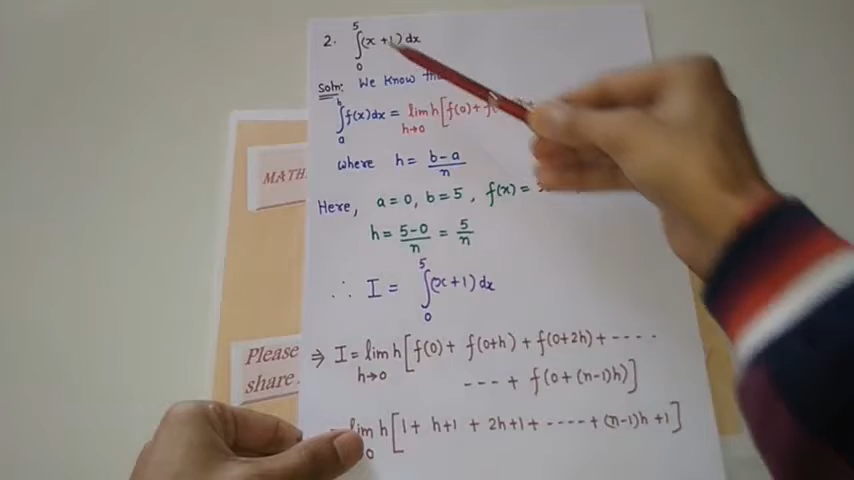 2. ∫₀⁵ (x + 1) dx
Soln: We know
∫ₐᵇ f(x) dx = lim h→0 h[f(0) +
where h = (b-a)/n
MATH
Here, a = 0, b = 5, f(x) =
h = (5-0)/n = 5/n
∴ I = ∫₀⁵ (x + 1) dx
⇒ I = lim h→0 h[f(0) + f(0+h) + f(0+2h) + ----
--- + f(0 + (n-1)h)]
Please
share
lim h[1 + h+1 + 2h+1 + ---- + (n-1)h + 1]